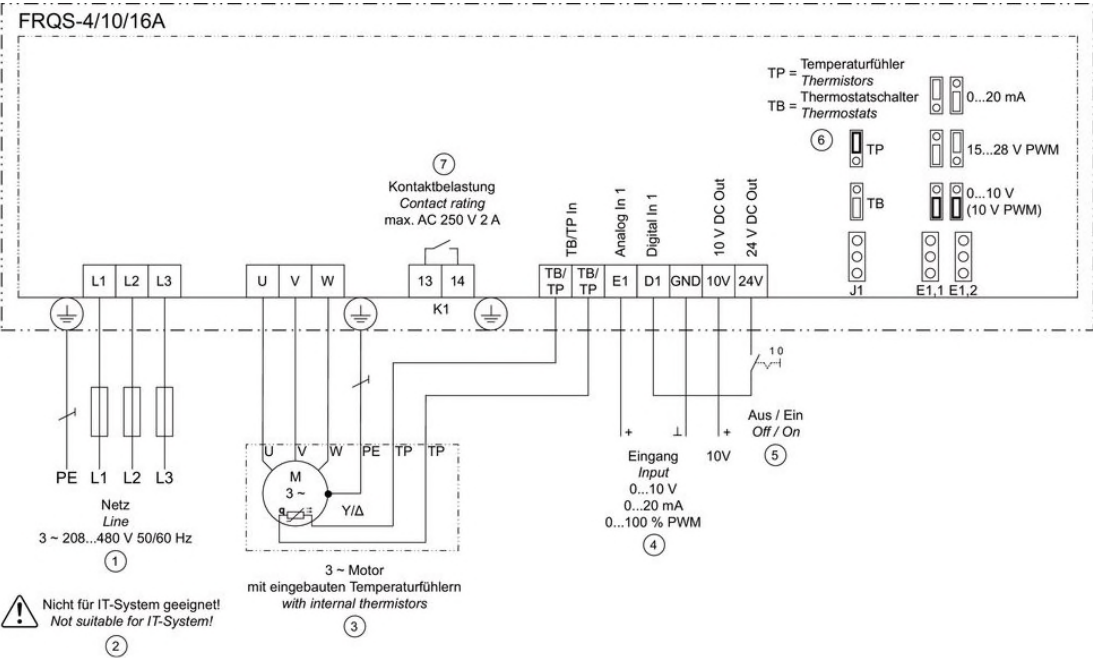 FRQS-4/10/16A
TP = Temperaturfühler
Thermistors
TB = Thermostatschalter
Thermostats
6
TP
TB
J1
0...20 mA
15...28 V PWM
0...10 V
(10 V PWM)
E1,1 E1,2
7
Kontaktbelastung
Contact rating
max. AC 250 V 2 A
TB/TP In
Analog In 1
Digital In 1
10 V DC Out
24 V DC Out
L1 L2 L3
U V W
13 14
K1
TB/
TP
TB/
TP
E1 D1 GND 10V 24V
1 0
Aus / Ein
Off / On
5
PE L1 L2 L3
Netz
Line
3 ~ 208...480 V 50/60 Hz
1
Nicht für IT-System geeignet!
Not suitable for IT-System!
2
U V W PE TP TP
M
3 ~
Y/Δ
3 ~ Motor
mit eingebauten Temperaturfühlern
with internal thermistors
3
+ ⊥ +
Eingang
Input
0...10 V
0...20 mA
0...100 % PWM
4
10V